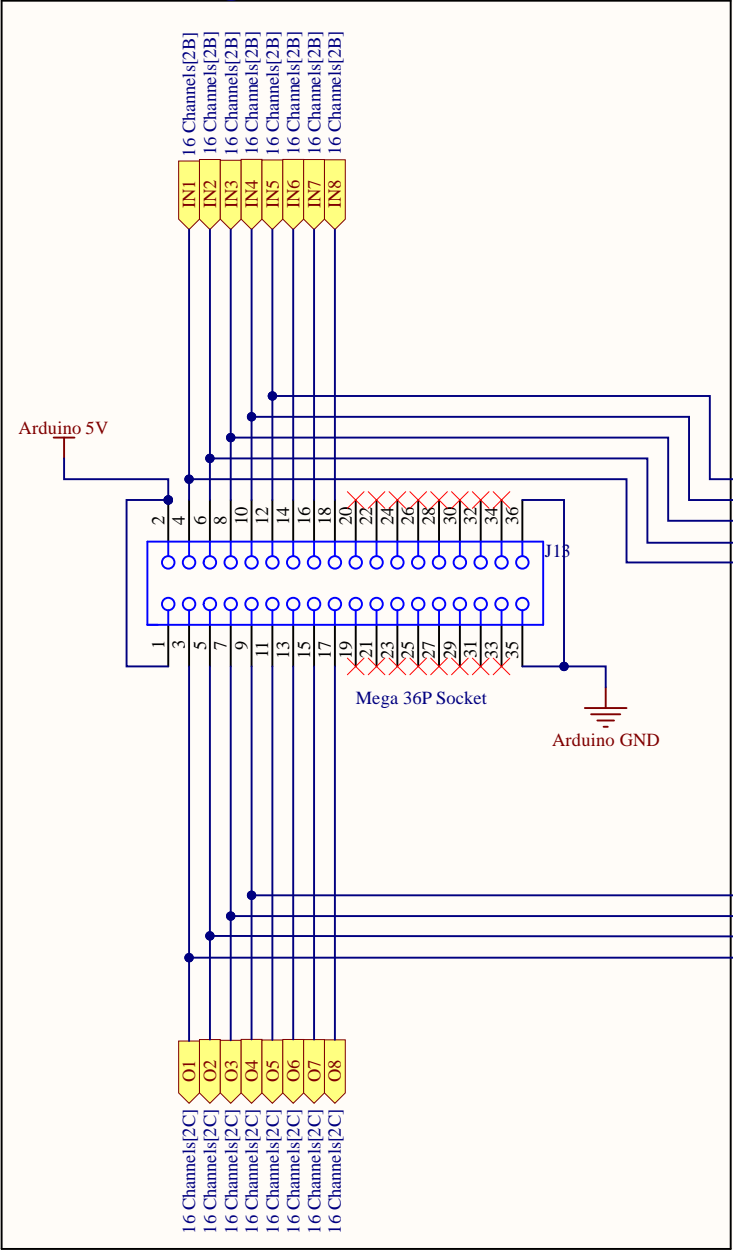 16 Channels[2B]
16 Channels[2B]
16 Channels[2B]
16 Channels[2B]
16 Channels[2B]
16 Channels[2B]
16 Channels[2B]
16 Channels[2B]
IN1
IN2
IN3
IN4
IN5
IN6
IN7
IN8
Arduino 5V
2
4
6
8
10
12
14
16
18
20
22
24
26
28
30
32
34
36
J13
1
3
5
7
9
11
13
15
17
19
21
23
25
27
29
31
33
35
Mega 36P Socket
Arduino GND
O1
O2
O3
O4
O5
O6
O7
O8
16 Channels[2C]
16 Channels[2C]
16 Channels[2C]
16 Channels[2C]
16 Channels[2C]
16 Channels[2C]
16 Channels[2C]
16 Channels[2C]